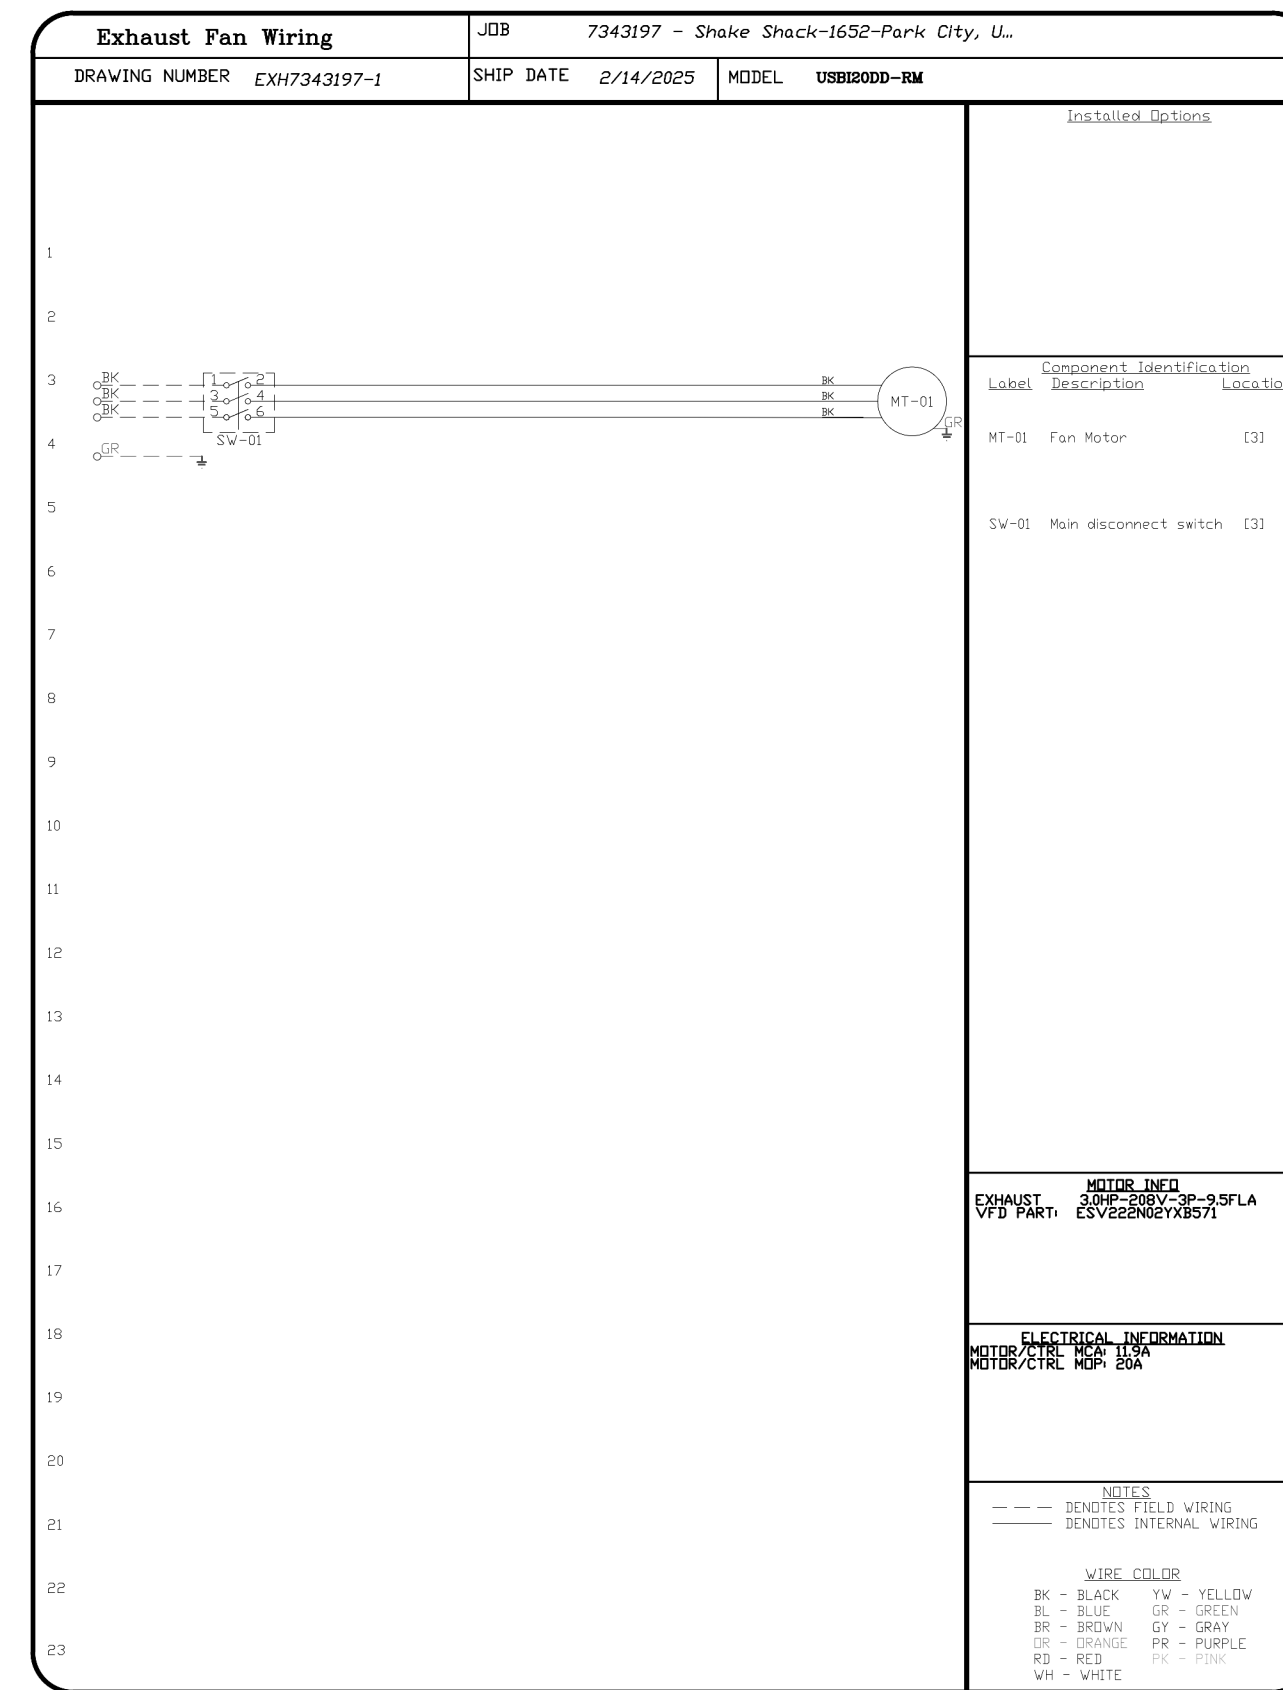 Exhaust Fan Wiring
JOB 7343197 - Shake Shack-1652-Park City, U...
DRAWING NUMBER EXH7343197-1
SHIP DATE 2/14/2025
MODEL USBI20DD-RM
Installed Options
1
2
3
BK 1 2 BK
BK 3 4 BK MT-01
BK 5 6 BK
GR
SW-01
4
GR
5
6
7
8
9
10
11
12
13
14
15
16
17
18
19
20
21
22
23
Component Identification
Label Description Locatio
MT-01 Fan Motor [3]
SW-01 Main disconnect switch [3]
MOTOR INFO
EXHAUST 3.0HP-208V-3P-9.5FLA
VFD PART: ESV222N02YXB571
ELECTRICAL INFORMATION
MOTOR/CTRL MCA: 11.9A
MOTOR/CTRL MOP: 20A
NOTES
— — — DENOTES FIELD WIRING
——— DENOTES INTERNAL WIRING
WIRE COLOR
BK - BLACK YW - YELLOW
BL - BLUE GR - GREEN
BR - BROWN GY - GRAY
OR - ORANGE PR - PURPLE
RD - RED PK - PINK
WH - WHITE